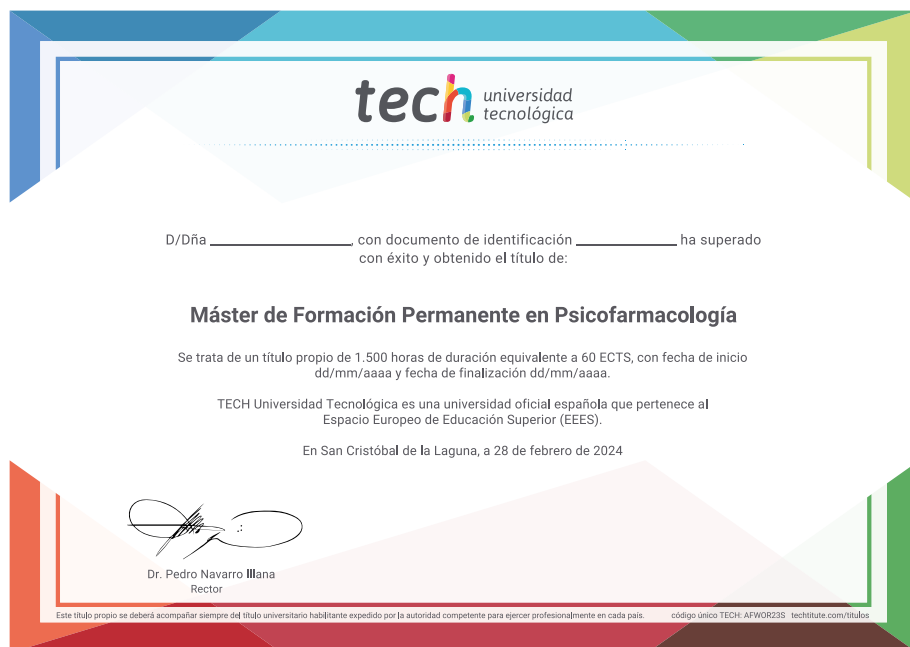 tech universidad
tecnológica
D/Dña ______________, con documento de identificación __________ ha superado
con éxito y obtenido el título de:
Máster de Formación Permanente en Psicofarmacología
Se trata de un título propio de 1.500 horas de duración equivalente a 60 ECTS, con fecha de inicio
dd/mm/aaaa y fecha de finalización dd/mm/aaaa.
TECH Universidad Tecnológica es una universidad oficial española que pertenece al
Espacio Europeo de Educación Superior (EEES).
En San Cristóbal de la Laguna, a 28 de febrero de 2024
Dr. Pedro Navarro Illana
Rector
Este título propio se deberá acompañar siempre del título universitario habilitante expedido por la autoridad competente para ejercer profesionalmente en cada país. código único TECH: AFWOR23S techtitute.com/titulos